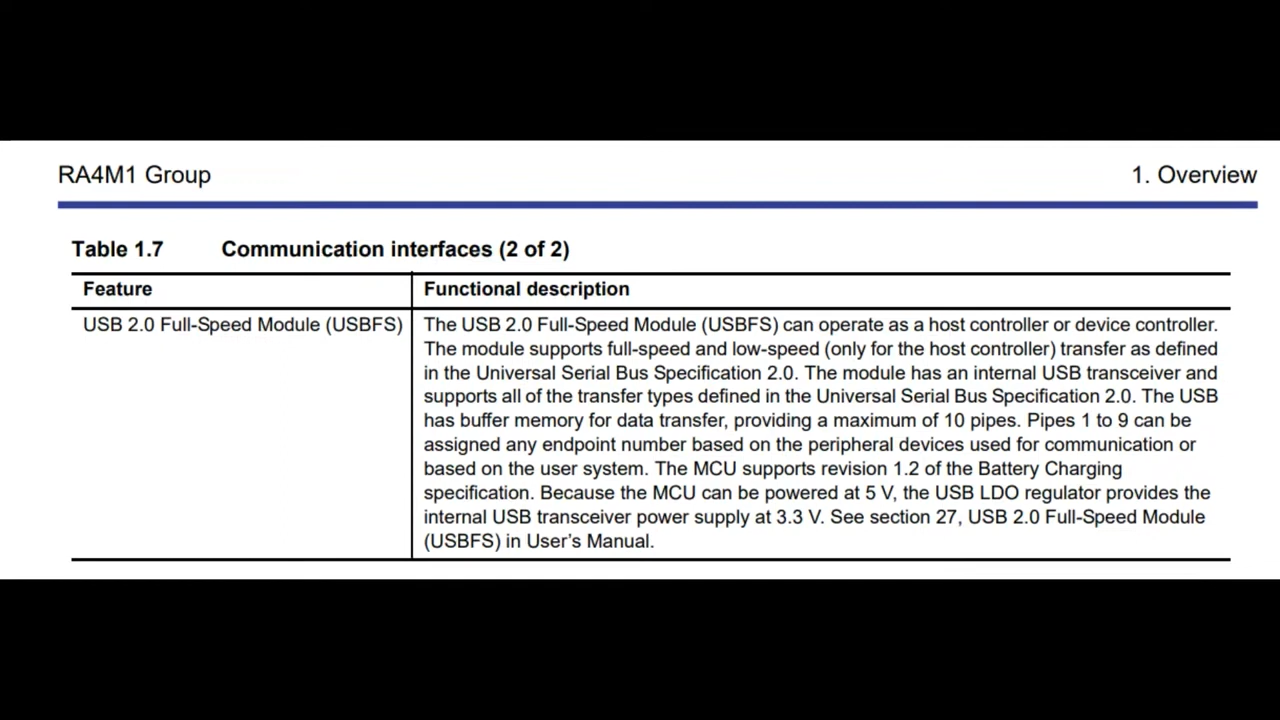 RA4M1 Group
1. Overview
Table 1.7 Communication interfaces (2 of 2)
Feature
Functional description
USB 2.0 Full-Speed Module (USBFS)
The USB 2.0 Full-Speed Module (USBFS) can operate as a host controller or device controller.
The module supports full-speed and low-speed (only for the host controller) transfer as defined
in the Universal Serial Bus Specification 2.0. The module has an internal USB transceiver and
supports all of the transfer types defined in the Universal Serial Bus Specification 2.0. The USB
has buffer memory for data transfer, providing a maximum of 10 pipes. Pipes 1 to 9 can be
assigned any endpoint number based on the peripheral devices used for communication or
based on the user system. The MCU supports revision 1.2 of the Battery Charging
specification. Because the MCU can be powered at 5 V, the USB LDO regulator provides the
internal USB transceiver power supply at 3.3 V. See section 27, USB 2.0 Full-Speed Module
(USBFS) in User’s Manual.